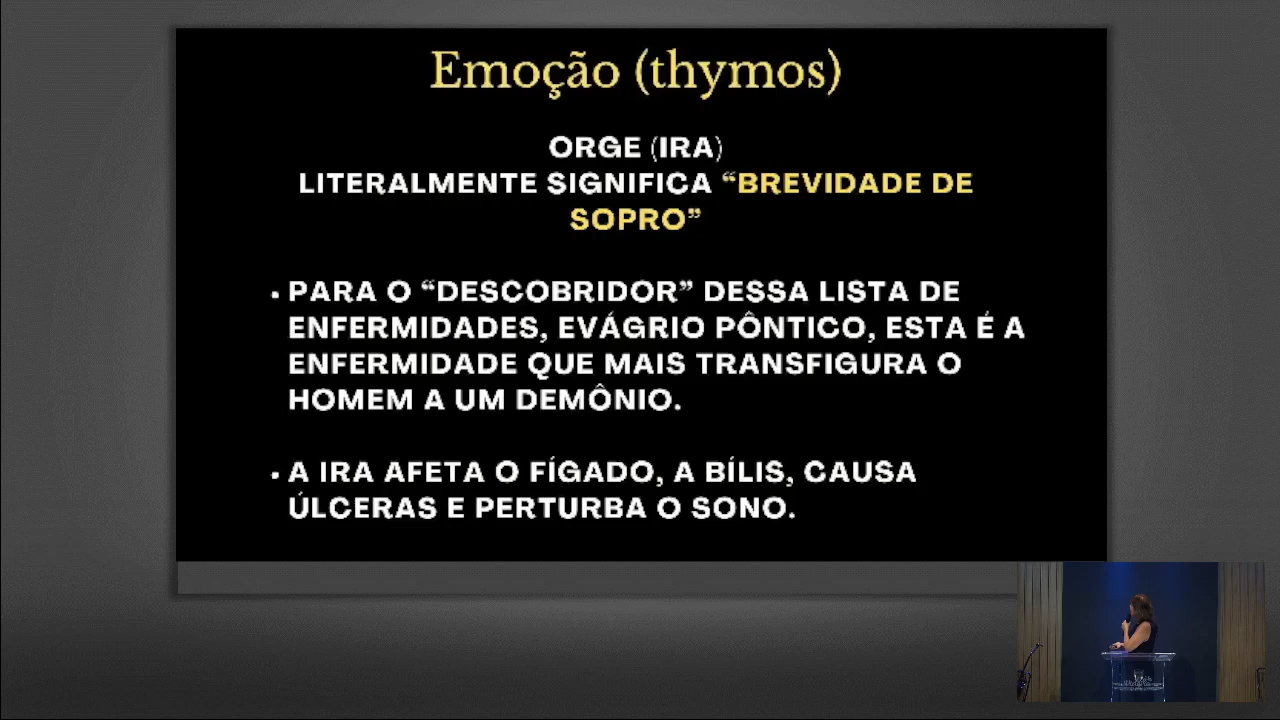 Emoção (thymos)
ORGE (IRA)
LITERALMENTE SIGNIFICA “BREVIDADE DE
SOPRO”
• PARA O “DESCOBRIDOR” DESSA LISTA DE
ENFERMIDADES, EVÁGRIO PÔNTICO, ESTA É A
ENFERMIDADE QUE MAIS TRANSFIGURA O
HOMEM A UM DEMÔNIO.
• A IRA AFETA O FÍGADO, A BÍLIS, CAUSA
ÚLCERAS E PERTURBA O SONO.